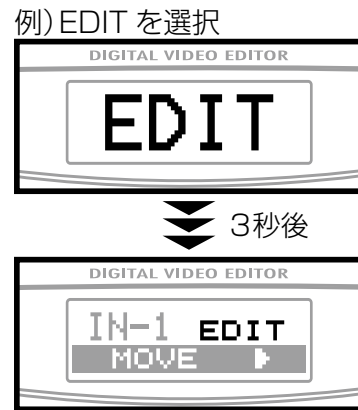 例) EDIT を選択
DIGITAL VIDEO EDITOR
EDIT
3秒後
DIGITAL VIDEO EDITOR
IN-1 EDIT
MOVE